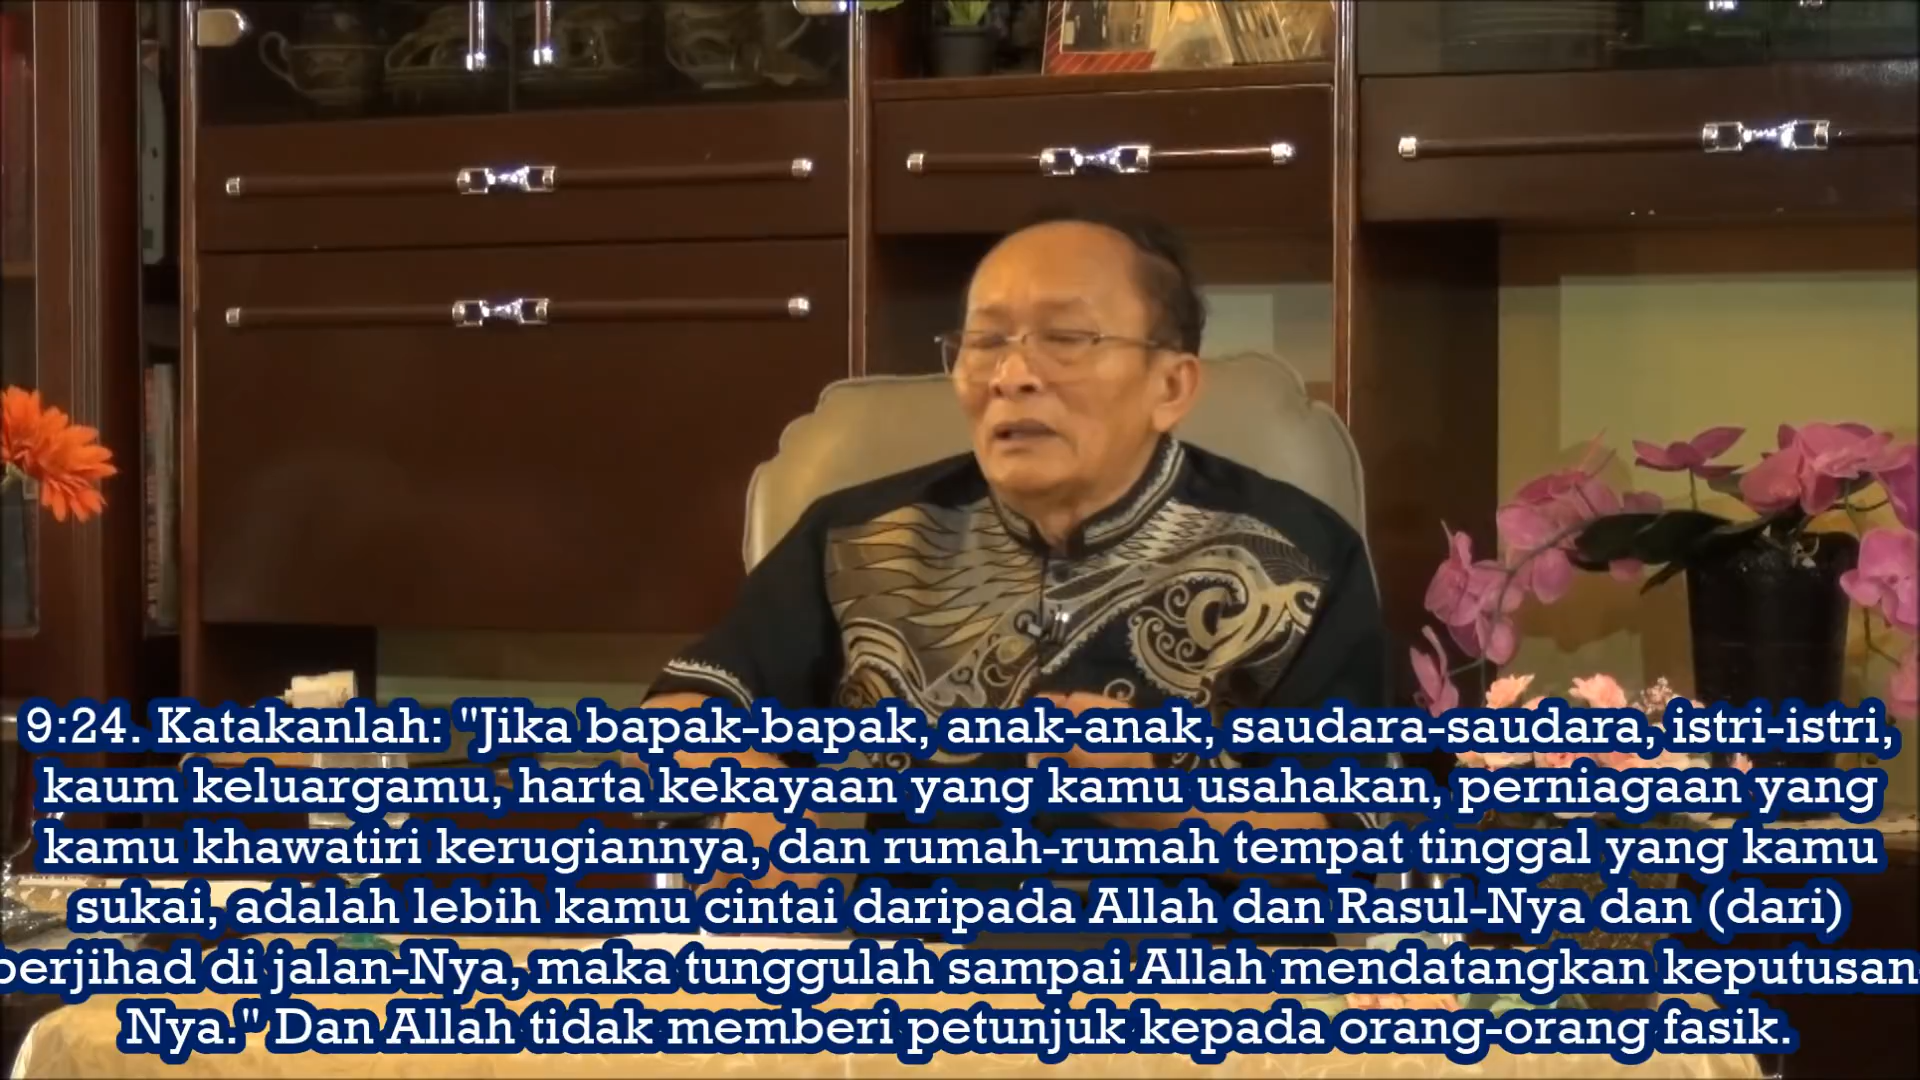 9:24. Katakanlah: "Jika bapak-bapak, anak-anak, saudara-saudara, istri-istri,
kaum keluargamu, harta kekayaan yang kamu usahakan, perniagaan yang
kamu khawatiri kerugiannya, dan rumah-rumah tempat tinggal yang kamu
sukai, adalah lebih kamu cintai daripada Allah dan Rasul-Nya dan (dari)
berjihad di jalan-Nya, maka tunggulah sampai Allah mendatangkan keputusan-
Nya." Dan Allah tidak memberi petunjuk kepada orang-orang fasik.